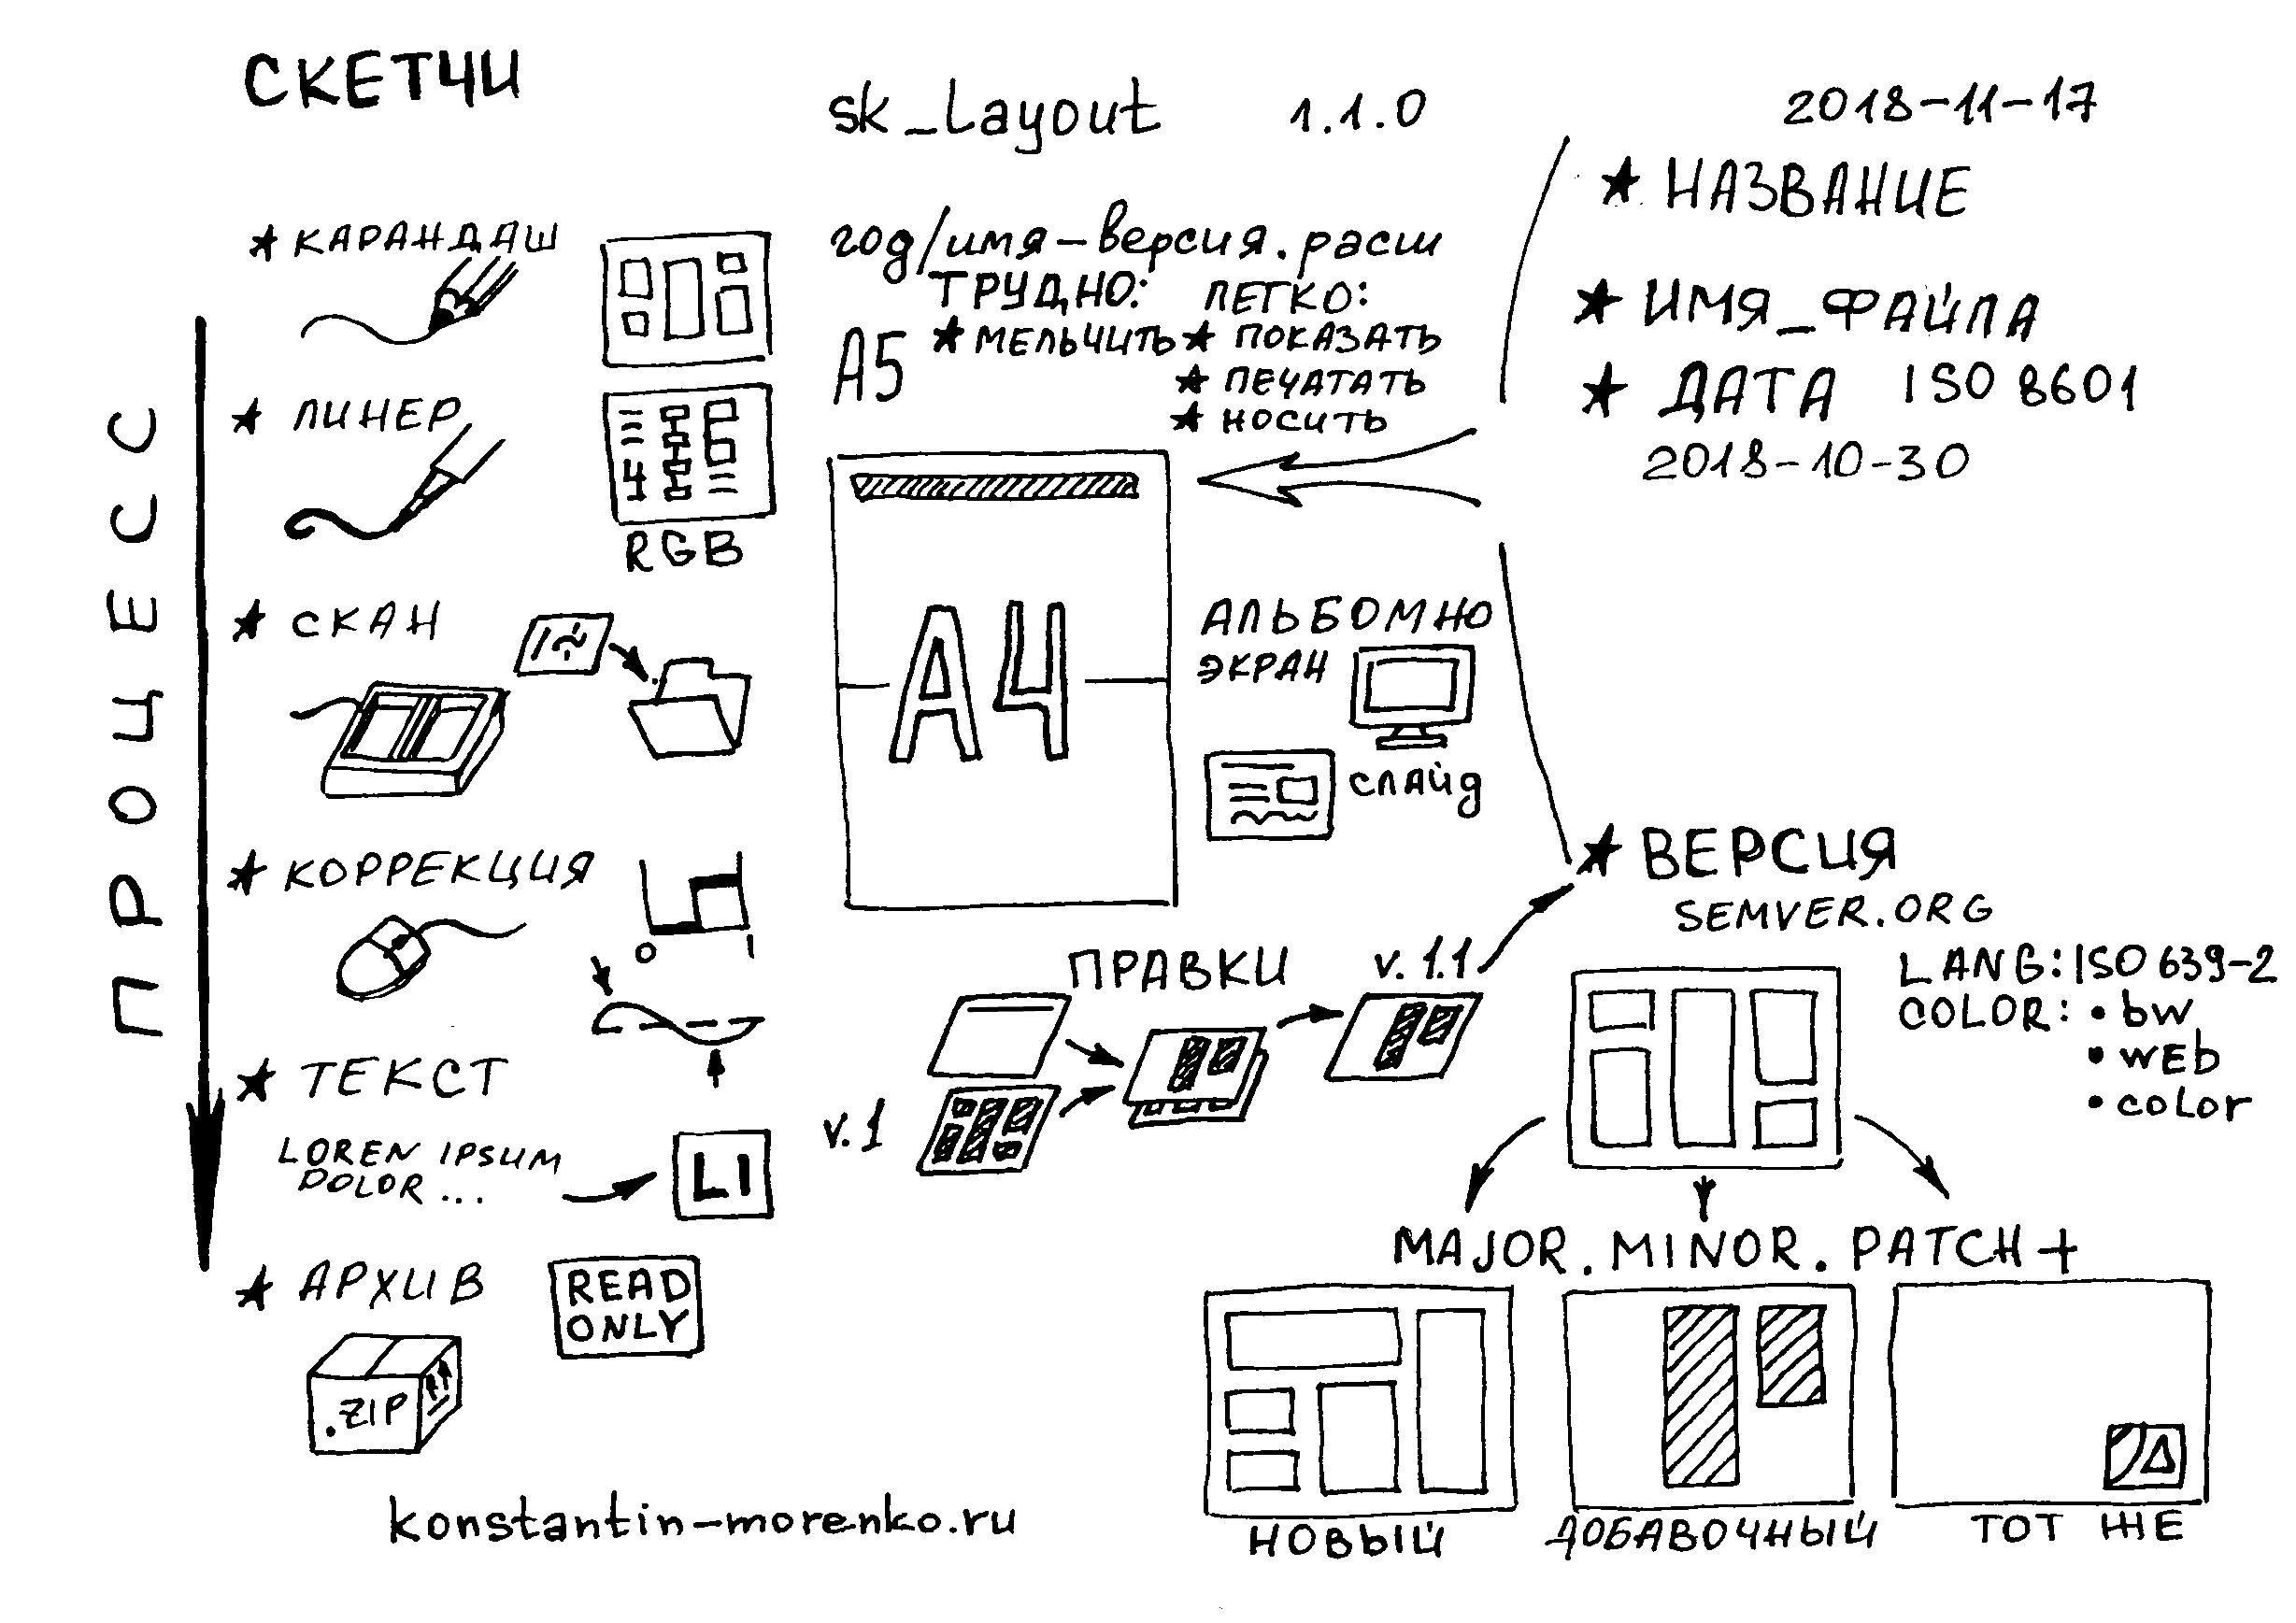 СКЕТЧИ
sk_Layout 1.1.0 2018-11-17
ПРОЦЕСС
★ КАРАНДАШ
★ ЛИНЕР
RGB
★ СКАН
★ КОРРЕКЦИЯ
0 1
★ ТЕКСТ
LOREN IPSUM
DOLOR ...
LI
★ АРХИВ
READ
ONLY
.ZIP
год/имя-версия.расш
A5
ТРУДНО:
★ МЕЛЬЧИТЬ
ЛЕГКО:
★ ПОКАЗАТЬ
★ ПЕЧАТАТЬ
★ НОСИТЬ
A4
АЛЬБОМНО
ЭКРАН
СЛАЙД
★ НАЗВАНИЕ
★ ИМЯ_ФАЙЛА
★ ДАТА ISO 8601
2018-10-30
★ ВЕРСИЯ
SEMVER.ORG
ПРАВКИ
v.1
v.1.1
LANG: ISO 639-2
COLOR: • bw
• WEB
• COLOR
MAJOR.MINOR.PATCH+
НОВЫЙ
ДОБАВОЧНЫЙ
ТОТ ЖЕ
konstantin-morenko.ru